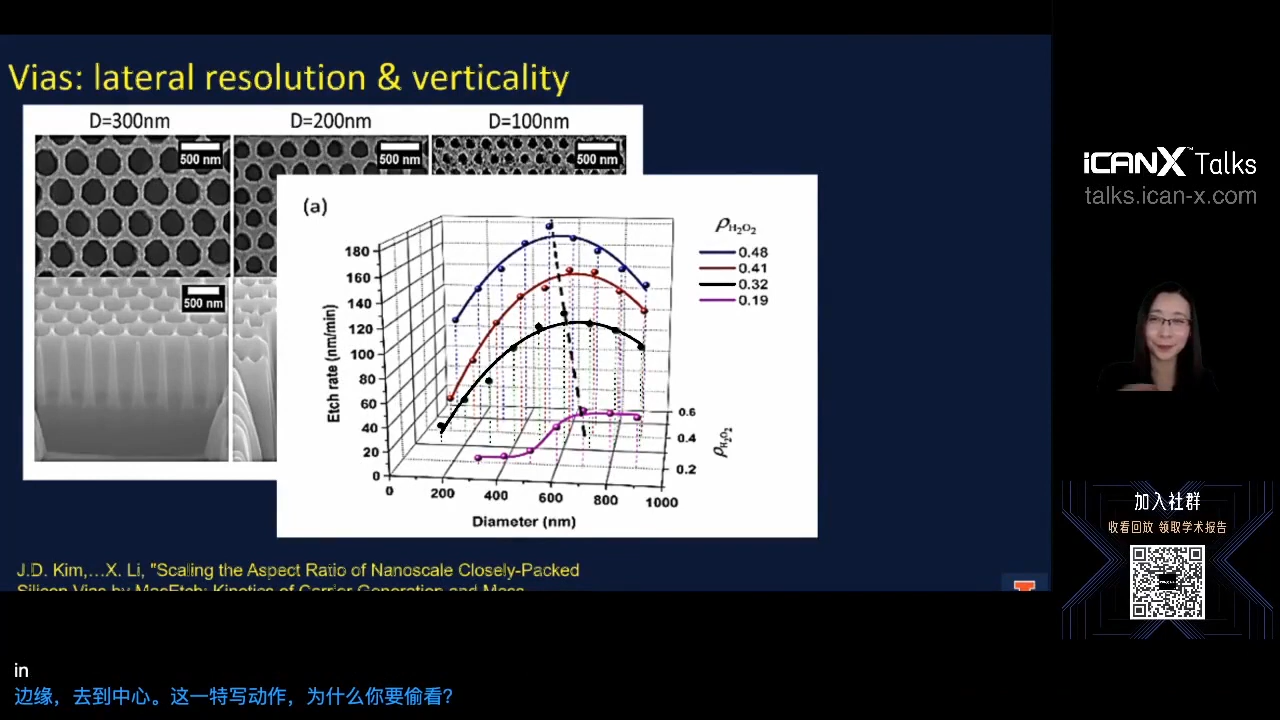 Vias: lateral resolution & verticality
D=300nm
D=200nm
D=100nm
500 nm
500 nm
500 nm
500 nm
(a)
ρH₂O₂
0.48
0.41
0.32
0.19
180
160
140
120
100
80
60
40
20
0
Etch rate (nm/min)
0
200
400
600
800
1000
Diameter (nm)
0.6
0.4
0.2
ρH₂O₂
J.D. Kim,...X. Li, "Scaling the Aspect Ratio of Nanoscale Closely-Packed
Silicon Vias by MacEtch: Kinetics of Carrier Generation and Mass
iCANX Talks
talks.ican-x.com
加入社群
收看回放 领取学术报告
in
边缘，去到中心。这一特写动作，为什么你要偷看?